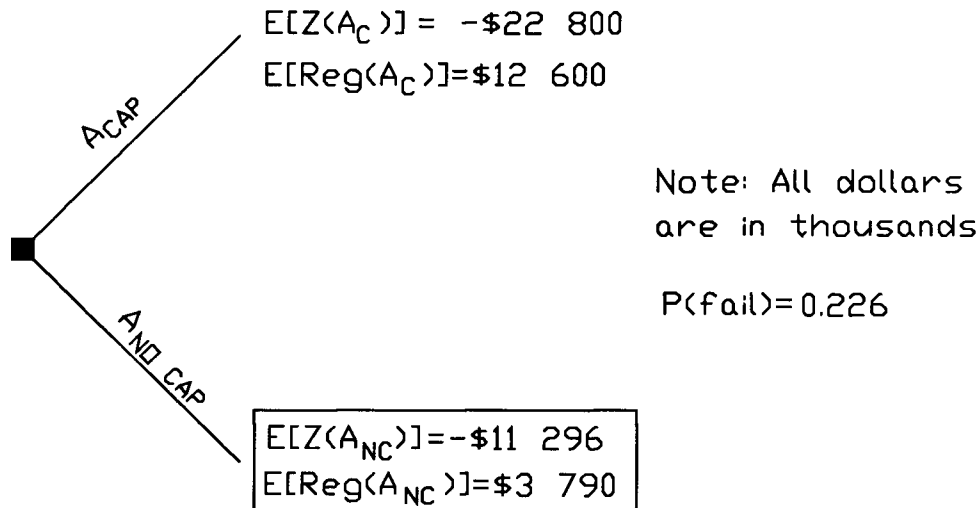 E[Z(A_C)] = -$22 800
E[Reg(A_C)]=$12 600
A_CAP
Note: All dollars
are in thousands
P(fail)=0.226
A_NO CAP
E[Z(A_NC)]=-$11 296
E[Reg(A_NC)]=$3 790